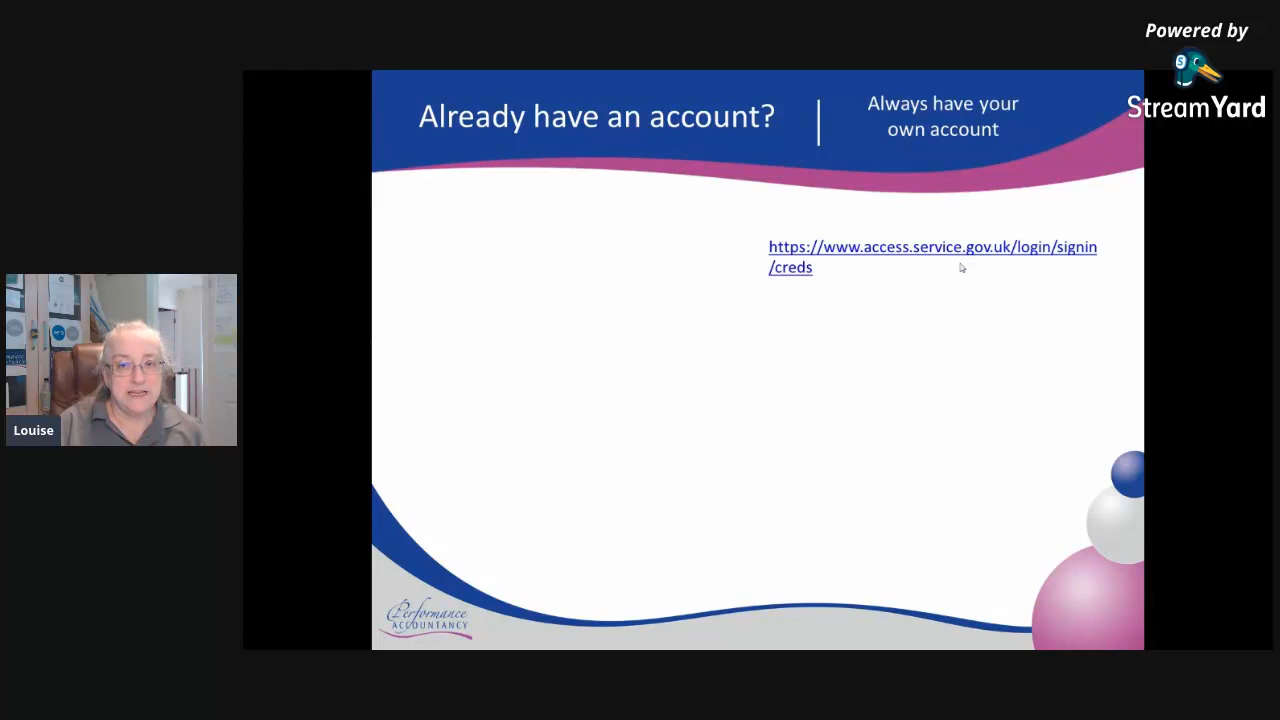 Powered by
StreamYard
Already have an account?
Always have your
own account
https://www.access.service.gov.uk/login/signin
/creds
Louise
Performance
ACCOUNTANCY